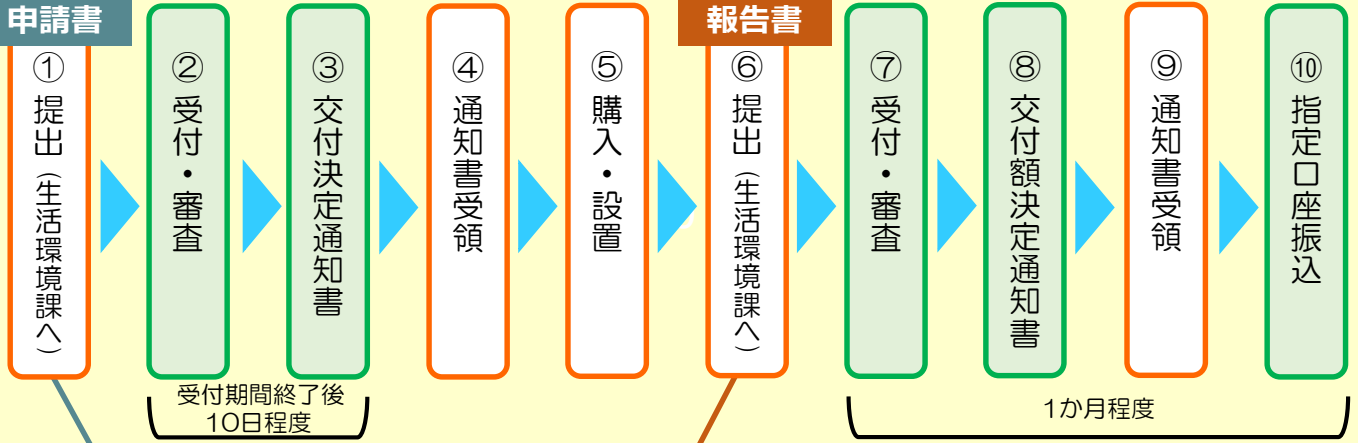 申請書
① 提出（生活環境課へ）
② 受付・審査
③ 交付決定通知書
④ 通知書受領
⑤ 購入・設置
報告書
⑥ 提出（生活環境課へ）
⑦ 受付・審査
⑧ 交付額決定通知書
⑨ 通知書受領
⑩ 指定口座振込
受付期間終了後
10日程度
1か月程度